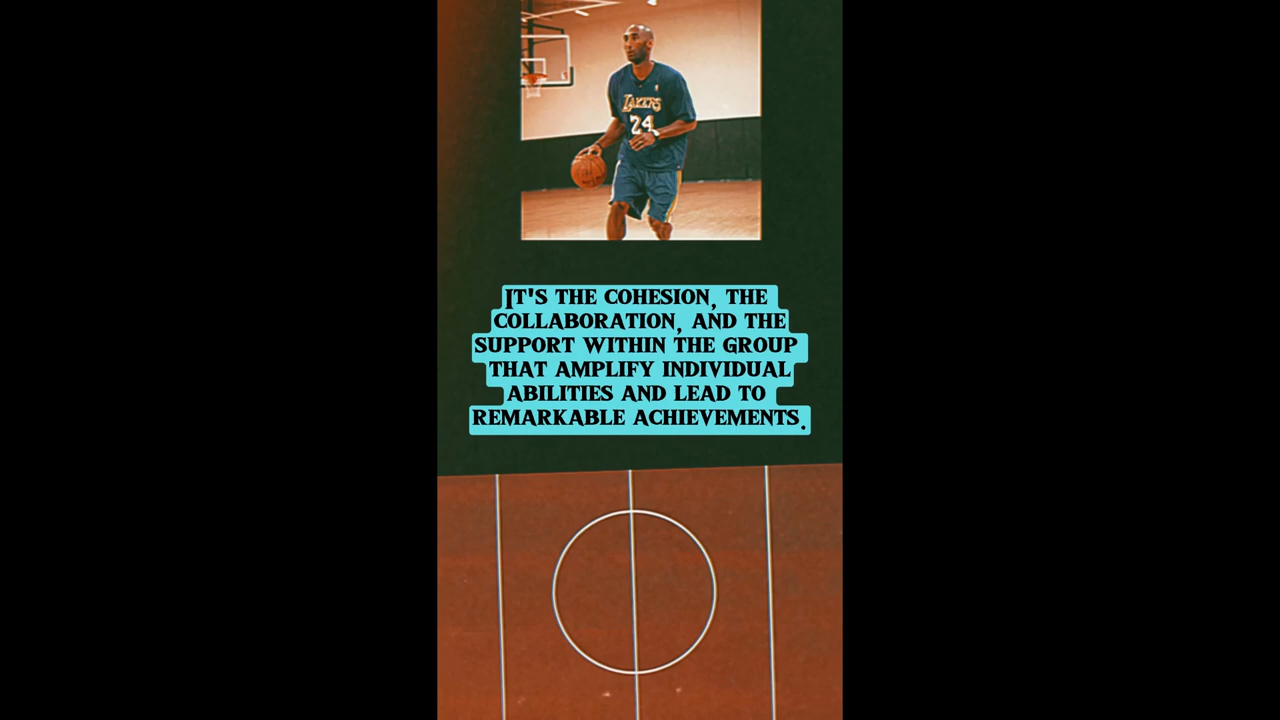 LAKERS
24
IT'S THE COHESION, THE
COLLABORATION, AND THE
SUPPORT WITHIN THE GROUP
THAT AMPLIFY INDIVIDUAL
ABILITIES AND LEAD TO
REMARKABLE ACHIEVEMENTS.